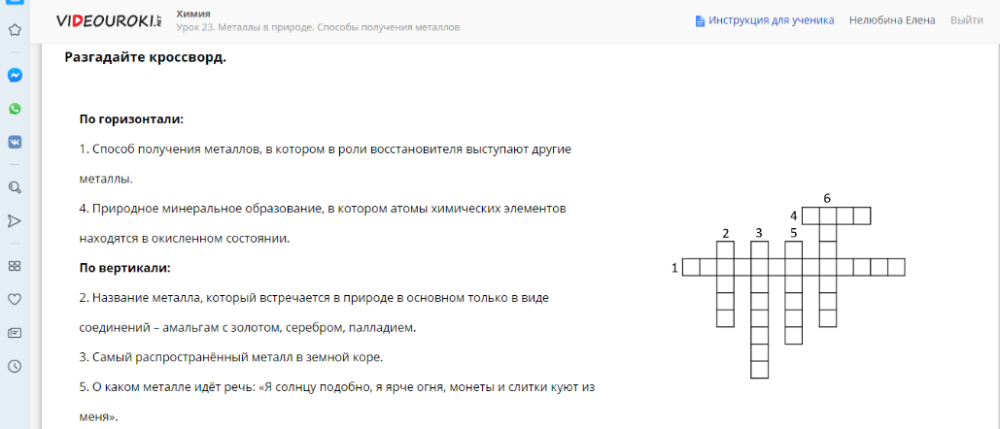 VIDEOUROKI.NET
Химия
Урок 23. Металлы в природе. Способы получения металлов
Инструкция для ученика
Нелюбина Елена
Выйти
Разгадайте кроссворд.
По горизонтали:
1. Способ получения металлов, в котором в роли восстановителя выступают другие
металлы.
4. Природное минеральное образование, в котором атомы химических элементов
находятся в окисленном состоянии.
По вертикали:
2. Название металла, который встречается в природе в основном только в виде
соединений – амальгам с золотом, серебром, палладием.
3. Самый распространённый металл в земной коре.
5. О каком металле идёт речь: «Я солнцу подобно, я ярче огня, монеты и слитки куют из
меня».
6
4
2 3 5
1